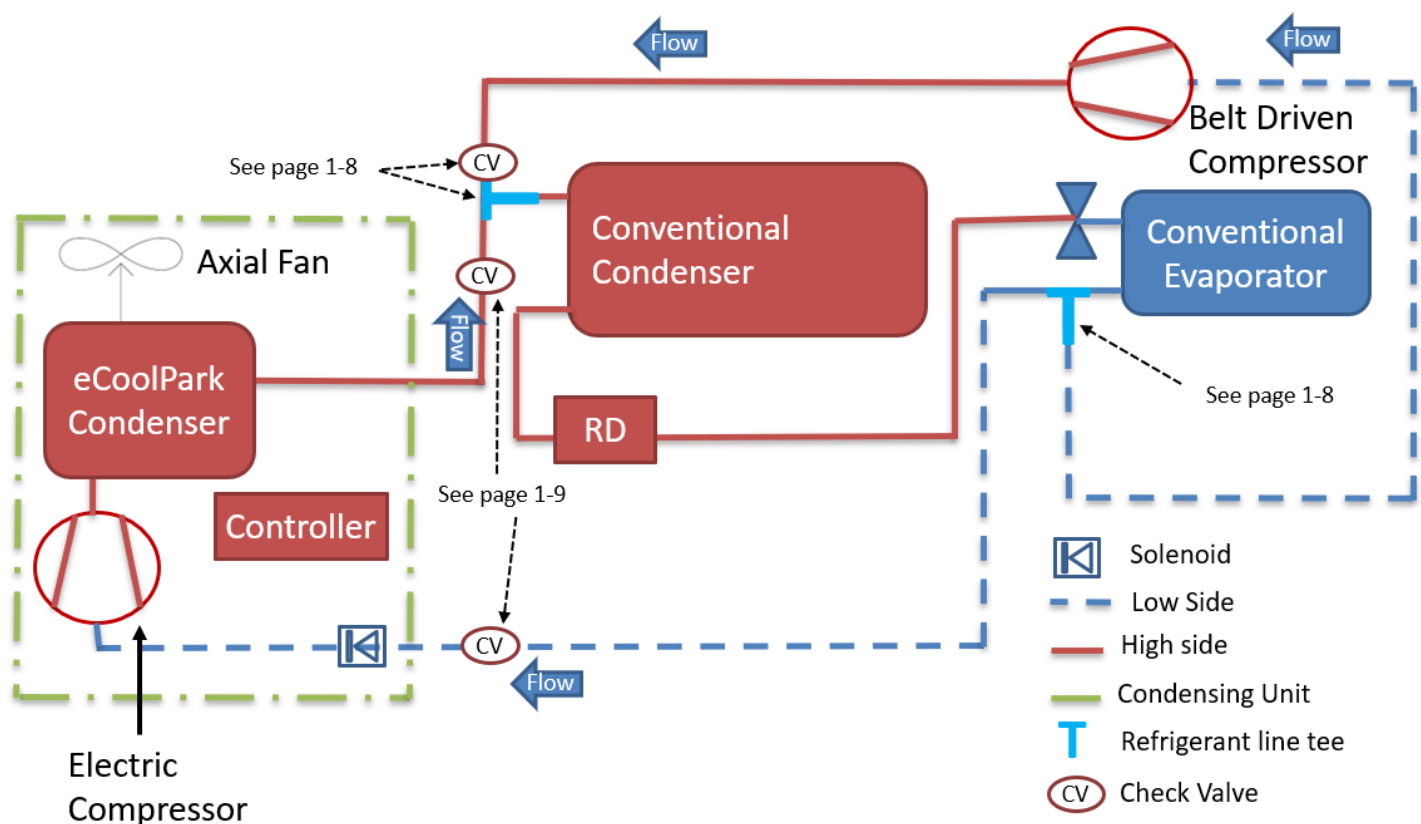 Flow
Flow
Belt Driven
Compressor
See page 1-8
CV
Conventional
Condenser
Conventional
Evaporator
Axial Fan
CV
Flow
eCoolPark
Condenser
See page 1-8
RD
See page 1-9
Controller
Solenoid
Low Side
High side
CV
Flow
Condensing Unit
Refrigerant line tee
Electric
Compressor
CV
Check Valve